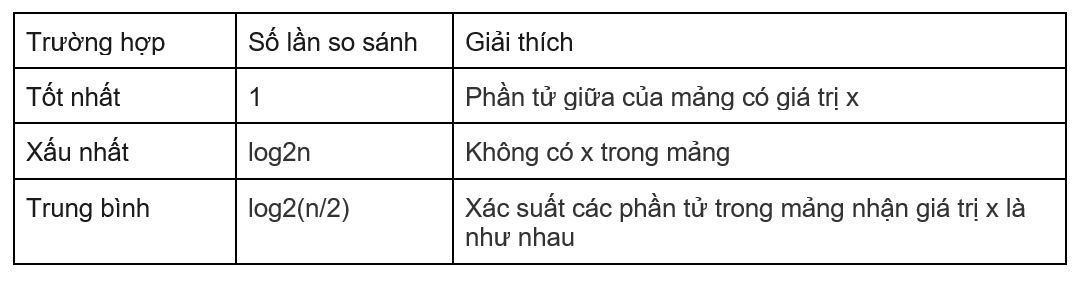 Trường hợp Số lần so sánh Giải thích
Tốt nhất 1 Phần tử giữa của mảng có giá trị x
Xấu nhất log2n Không có x trong mảng
Trung bình log2(n/2) Xác suất các phần tử trong mảng nhận giá trị x là
như nhau